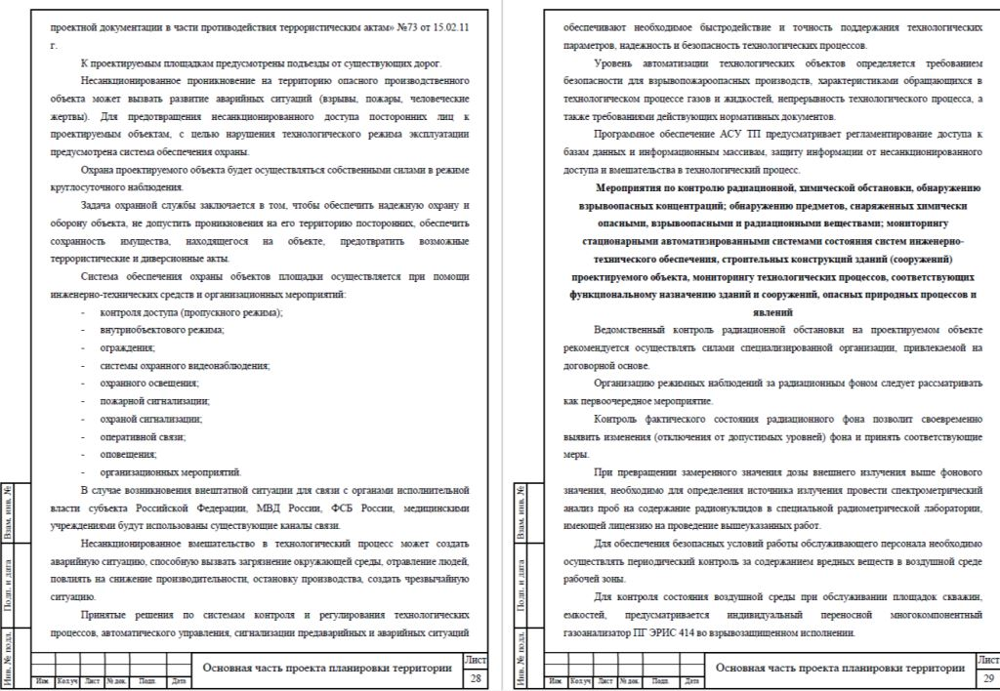 проектной документации в части противодействия террористическим актам» №73 от 15.02.11
г.
К проектируемым площадкам предусмотрены подъезды от существующих дорог.
Несанкционированное проникновение на территорию опасного производственного
объекта может вызвать развитие аварийных ситуаций (взрывы, пожары, человеческие
жертвы). Для предотвращения несанкционированного доступа посторонних лиц к
проектируемым объектам, с целью нарушения технологического режима эксплуатации
предусмотрена система обеспечения охраны.
Охрана проектируемого объекта будет осуществляться собственными силами в режиме
круглосуточного наблюдения.
Задача охранной службы заключается в том, чтобы обеспечить надежную охрану и
оборону объекта, не допустить проникновения на его территорию посторонних, обеспечить
сохранность имущества, находящегося на объекте, предотвратить возможные
террористические и диверсионные акты.
Система обеспечения охраны объектов площадки осуществляется при помощи
инженерно-технических средств и организационных мероприятий:
- контроля доступа (пропускного режима);
- внутриобъектового режима;
- ограждения;
- системы охранного видеонаблюдения;
- охранного освещения;
- пожарной сигнализации;
- охраной сигнализации;
- оперативной связи;
- оповещения;
- организационных мероприятий.
В случае возникновения внештатной ситуации для связи с органами исполнительной
власти субъекта Российской Федерации, МВД России, ФСБ России, медицинскими
учреждениями будут использованы существующие каналы связи.
Несанкционированное вмешательство в технологический процесс может создать
аварийную ситуацию, способную вызвать загрязнение окружающей среды, отравление людей,
повлиять на снижение производительности, остановку производства, создать чрезвычайную
ситуацию.
Принятые решения по системам контроля и регулирования технологических
процессов, автоматического управления, сигнализации предаварийных и аварийных ситуаций
Взам. инв. №
Подп. и дата
Инв. № подл.
Изм. Кол.уч Лист № док. Подп. Дата
Основная часть проекта планировки территории
Лист
28
обеспечивают необходимое быстродействие и точность поддержания технологических
параметров, надежность и безопасность технологических процессов.
Уровень автоматизации технологических объектов определяется требованием
безопасности для взрывопожароопасных производств, характеристиками обращающихся в
технологическом процессе газов и жидкостей, непрерывность технологического процесса, а
также требованиями действующих нормативных документов.
Программное обеспечение АСУ ТП предусматривает регламентирование доступа к
базам данных и информационным массивам, защиту информации от несанкционированного
доступа и вмешательства в технологический процесс.
Мероприятия по контролю радиационной, химической обстановки, обнаружению
взрывоопасных концентраций; обнаружению предметов, снаряженных химически
опасными, взрывоопасными и радиационными веществами; мониторингу
стационарными автоматизированными системами состояния систем инженерно-
технического обеспечения, строительных конструкций зданий (сооружений)
проектируемого объекта, мониторингу технологических процессов, соответствующих
функциональному назначению зданий и сооружений, опасных природных процессов и
явлений
Ведомственный контроль радиационной обстановки на проектируемом объекте
рекомендуется осуществлять силами специализированной организации, привлекаемой на
договорной основе.
Организацию режимных наблюдений за радиационным фоном следует рассматривать
как первоочередное мероприятие.
Контроль фактического состояния радиационного фона позволит своевременно
выявить изменения (отклонения от допустимых уровней) фона и принять соответствующие
меры.
При превращении замеренного значения дозы внешнего излучения выше фонового
значения, необходимо для определения источника излучения провести спектрометрический
анализ проб на содержание радионуклидов в специальной радиометрической лаборатории,
имеющей лицензию на проведение вышеуказанных работ.
Для обеспечения безопасных условий работы обслуживающего персонала необходимо
осуществлять периодический контроль за содержанием вредных веществ в воздушной среде
рабочей зоны.
Для контроля состояния воздушной среды при обслуживании площадок скважин,
емкостей, предусматривается индивидуальный переносной многокомпонентный
газоанализатор ПГ ЭРИС 414 во взрывозащищенном исполнении.
Взам. инв. №
Подп. и дата
Инв. № подл.
Изм. Кол.уч Лист № док. Подп. Дата
Основная часть проекта планировки территории
Лист
29